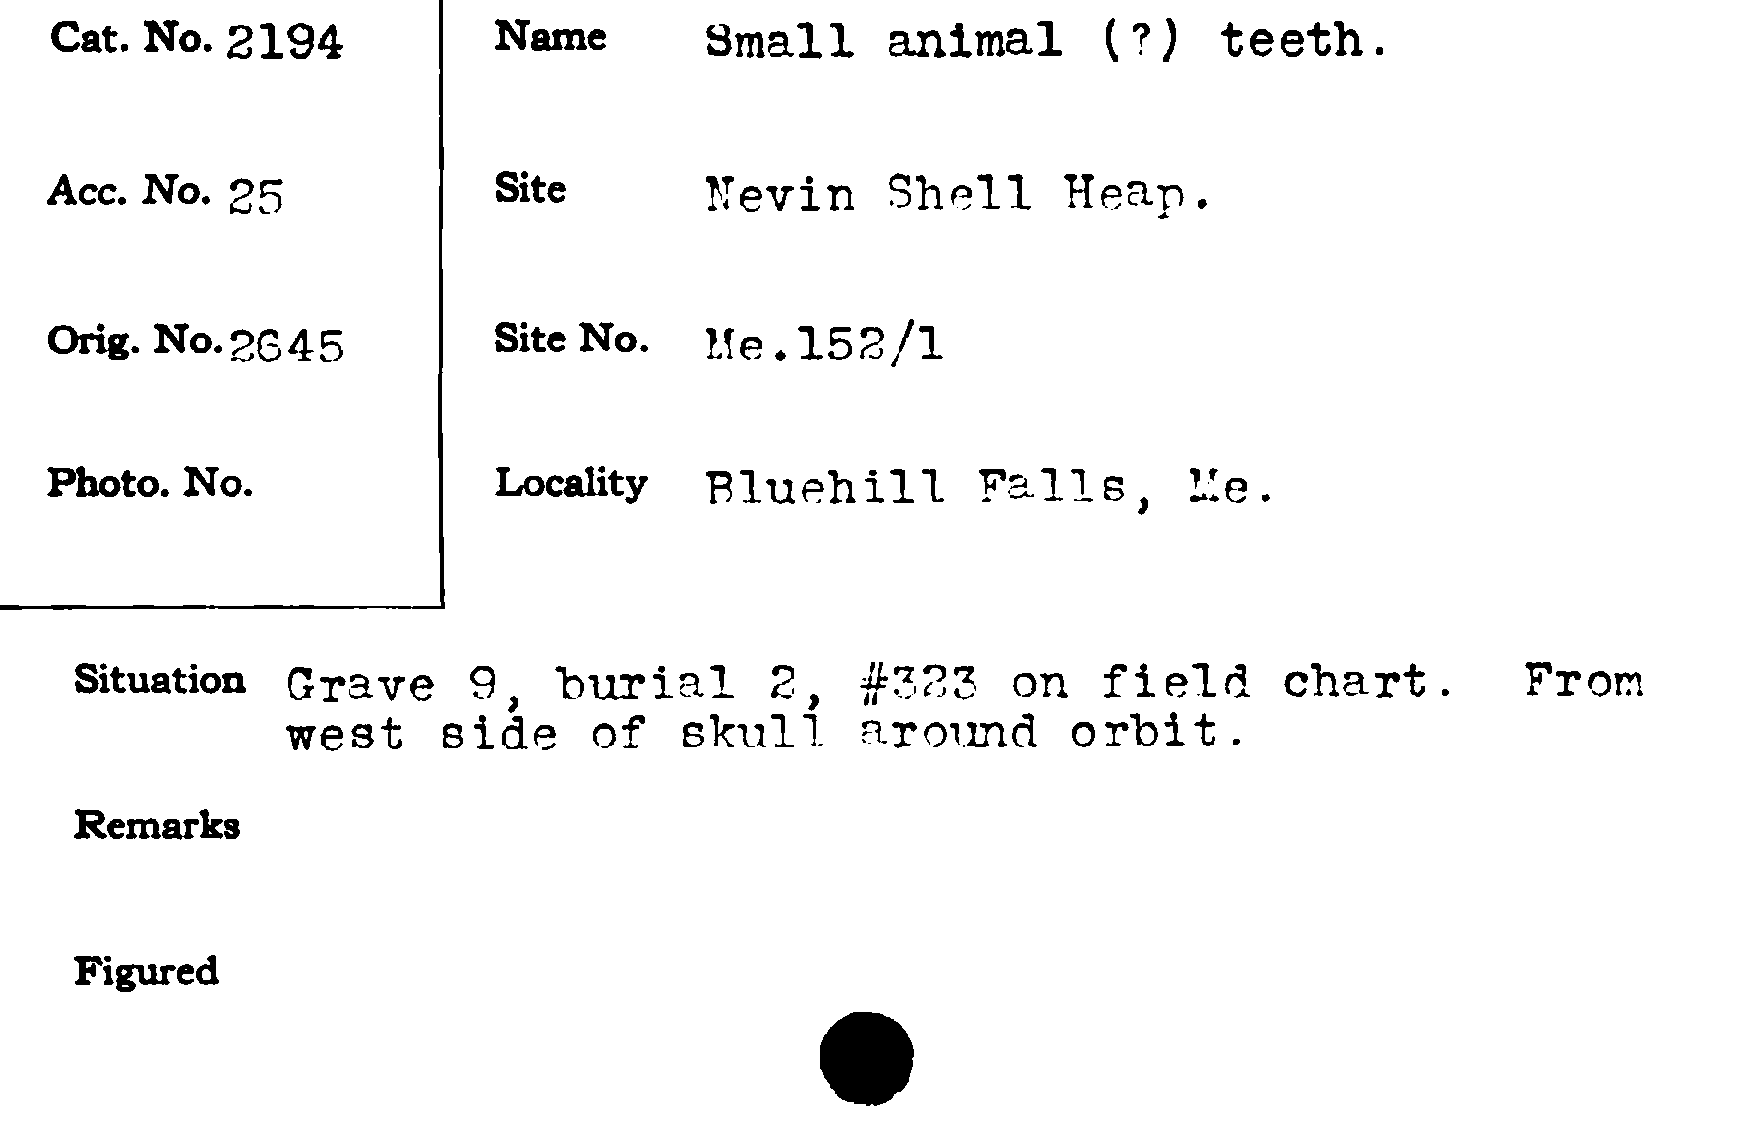 Cat. No. 2194
Name Small animal (?) teeth.
Acc. No. 25
Site Nevin Shell Heap.
Orig. No. 2645
Site No. Me.152/1
Photo. No.
Locality Bluehill Falls, Me.
Situation Grave 9, burial 2, #323 on field chart. From
west side of skull around orbit.
Remarks
Figured